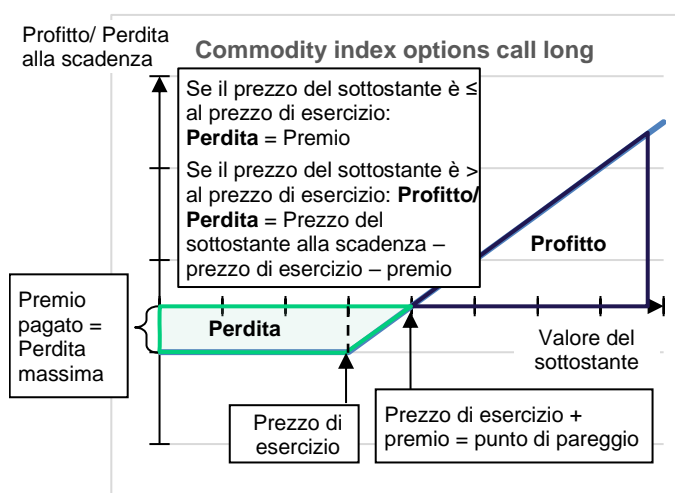 Profitto/ Perdita
alla scadenza
Commodity index options call long
Se il prezzo del sottostante è ≤
al prezzo di esercizio:
Perdita = Premio
Se il prezzo del sottostante è >
al prezzo di esercizio: Profitto/
Perdita = Prezzo del
sottostante alla scadenza –
prezzo di esercizio – premio
Profitto
Premio
pagato =
Perdita
massima
Perdita
Valore del
sottostante
Prezzo di
esercizio
Prezzo di esercizio +
premio = punto di pareggio